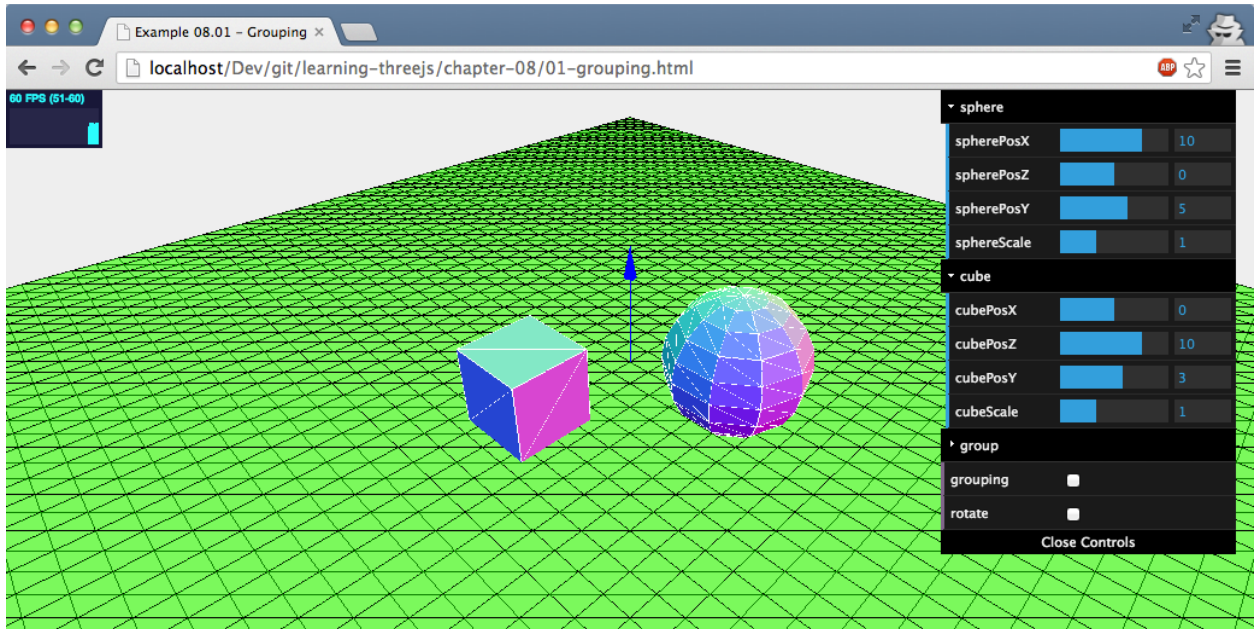 Example 08.01 - Grouping
localhost/Dev/git/learning-threejs/chapter-08/01-grouping.html
ABP
60 FPS (51-60)
sphere
spherePosX 10
spherePosZ 0
spherePosY 5
sphereScale 1
cube
cubePosX 0
cubePosZ 10
cubePosY 3
cubeScale 1
group
grouping
rotate
Close Controls